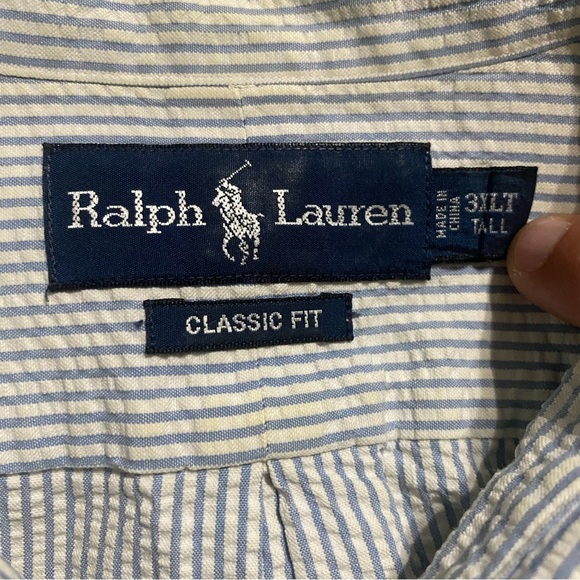 Ralph Lauren
MADE IN CHINA
3XLT
TALL
CLASSIC FIT